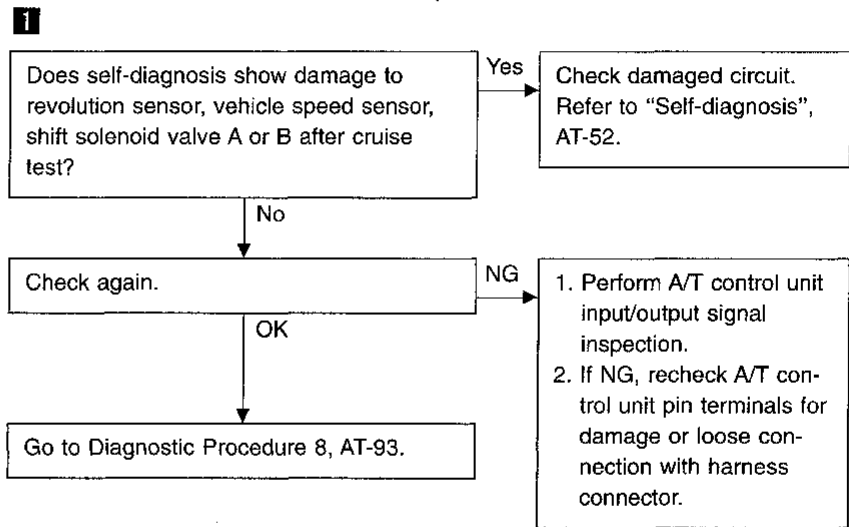 1
Does self-diagnosis show damage to
revolution sensor, vehicle speed sensor,
shift solenoid valve A or B after cruise
test?
Yes
Check damaged circuit.
Refer to “Self-diagnosis”,
AT-52.
No
Check again.
NG
1. Perform A/T control unit
input/output signal
inspection.
2. If NG, recheck A/T con-
trol unit pin terminals for
damage or loose con-
nection with harness
connector.
OK
Go to Diagnostic Procedure 8, AT-93.